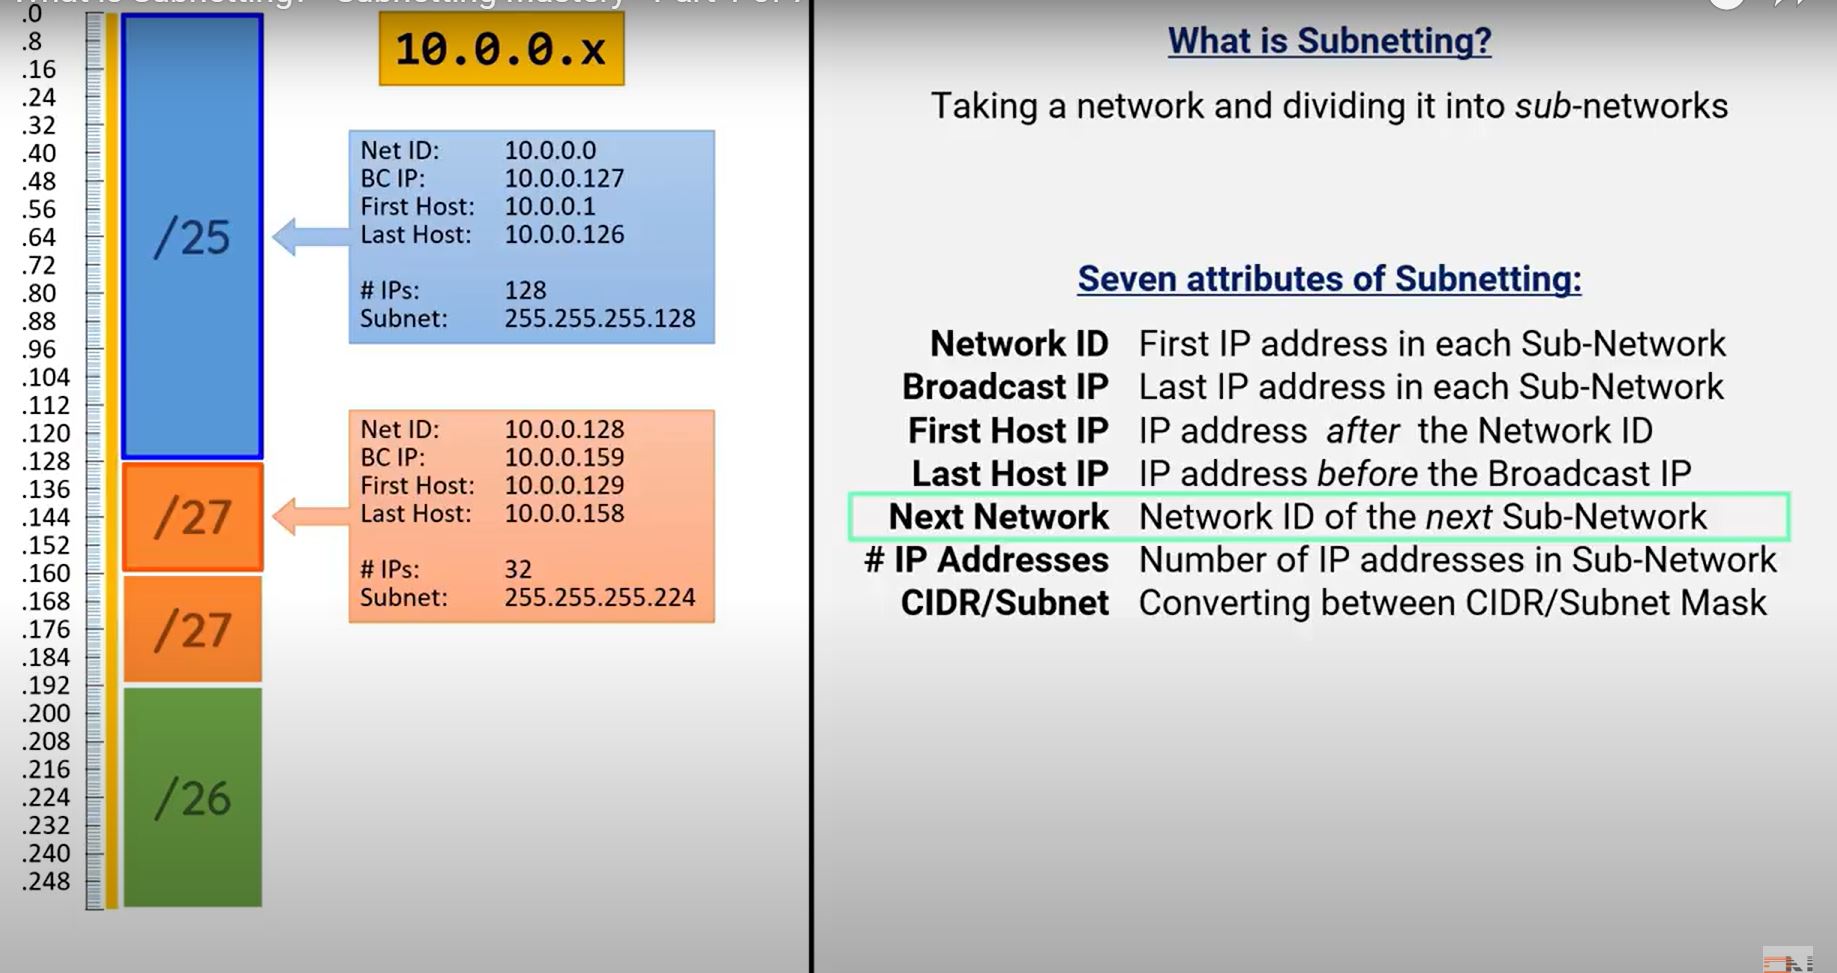 What is Subnetting? - Subnetting Mastery - Part 1 of 7
.0
.8
.16
.24
.32
.40
.48
.56
.64
.72
.80
.88
.96
.104
.112
.120
.128
.136
.144
.152
.160
.168
.176
.184
.192
.200
.208
.216
.224
.232
.240
.248
/25
/27
/27
/26
10.0.0.x
Net ID: 10.0.0.0
BC IP: 10.0.0.127
First Host: 10.0.0.1
Last Host: 10.0.0.126
# IPs: 128
Subnet: 255.255.255.128
Net ID: 10.0.0.128
BC IP: 10.0.0.159
First Host: 10.0.0.129
Last Host: 10.0.0.158
# IPs: 32
Subnet: 255.255.255.224
What is Subnetting?
Taking a network and dividing it into sub-networks
Seven attributes of Subnetting:
Network ID First IP address in each Sub-Network
Broadcast IP Last IP address in each Sub-Network
First Host IP IP address after the Network ID
Last Host IP IP address before the Broadcast IP
Next Network Network ID of the next Sub-Network
# IP Addresses Number of IP addresses in Sub-Network
CIDR/Subnet Converting between CIDR/Subnet Mask